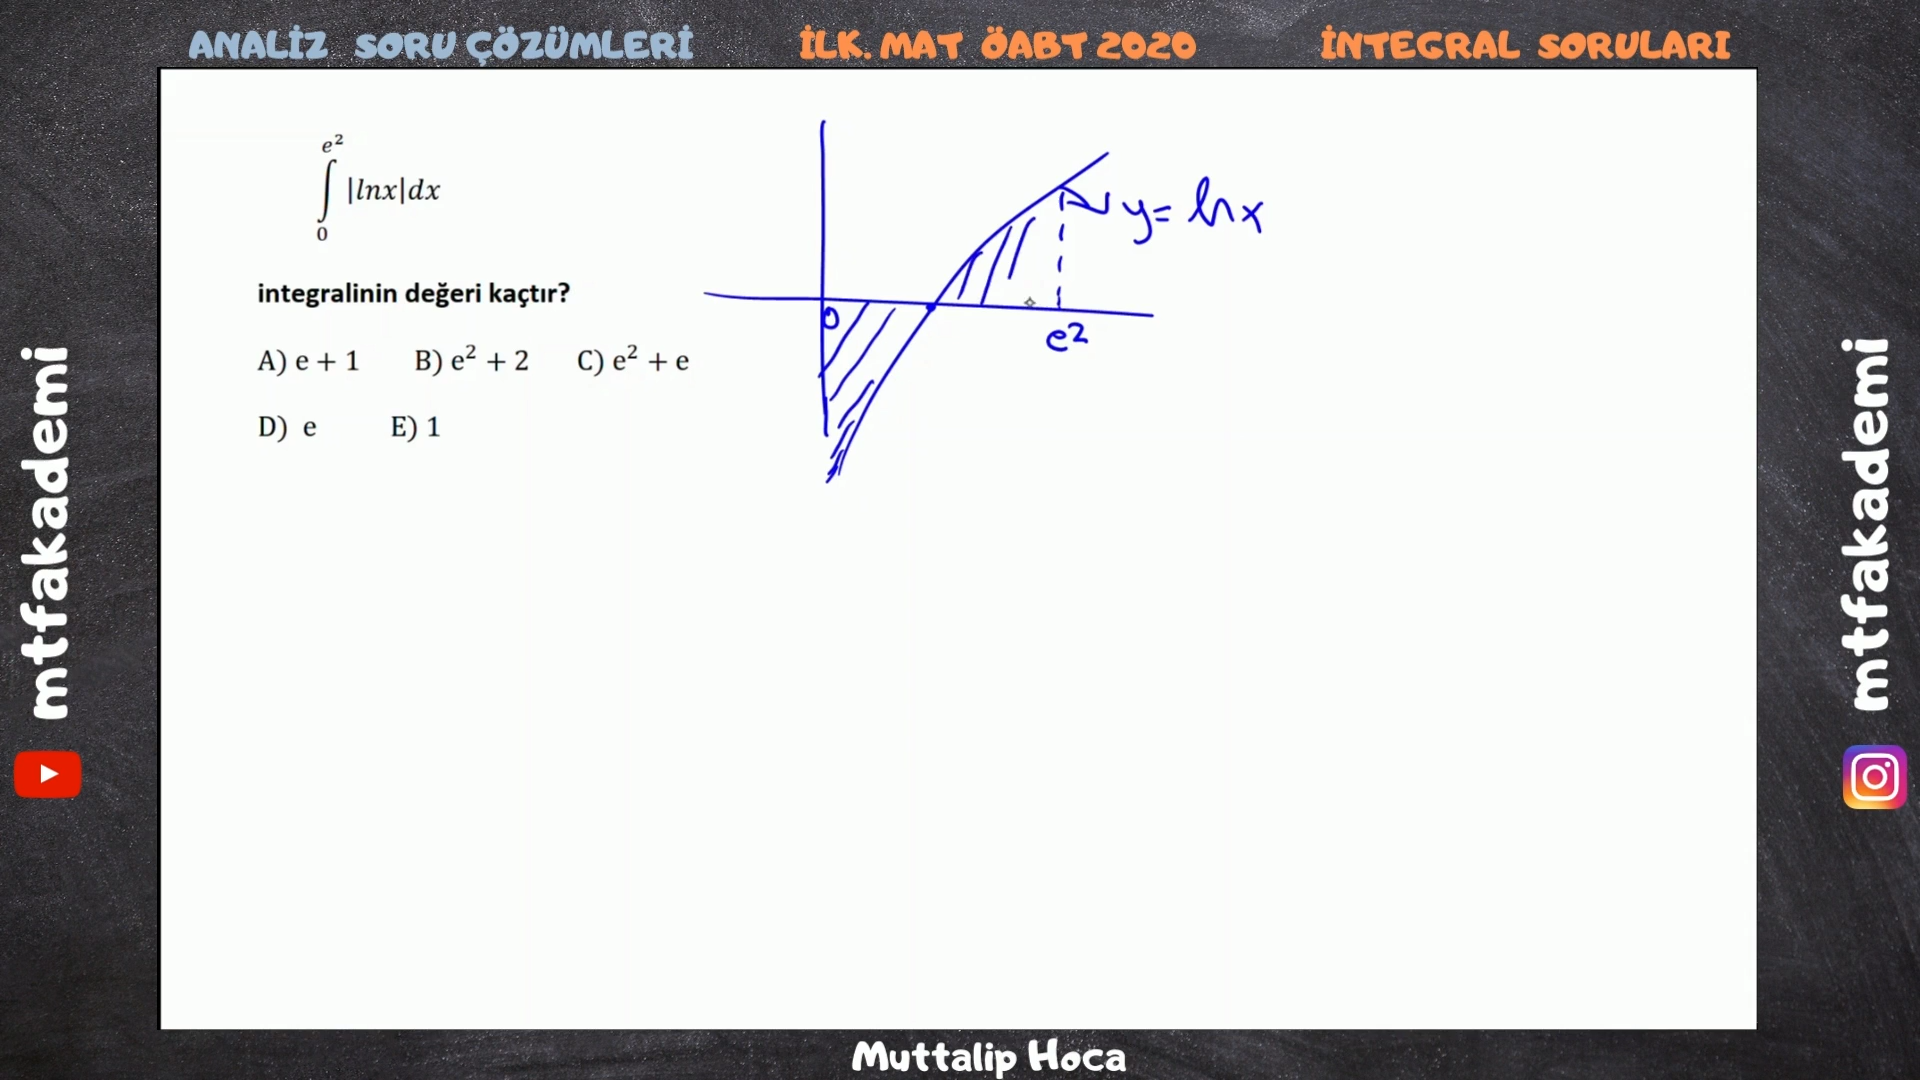 ANALİZ SORU ÇÖZÜMLERİ İLK. MAT ÖABT 2020 İNTEGRAL SORULARI
e²
∫ |lnx|dx
0
integralinin değeri kaçtır?
A) e + 1 B) e² + 2 C) e² + e
D) e E) 1
y = ln x
0
e²
mtfakademi
mtfakademi
Muttalip Hoca